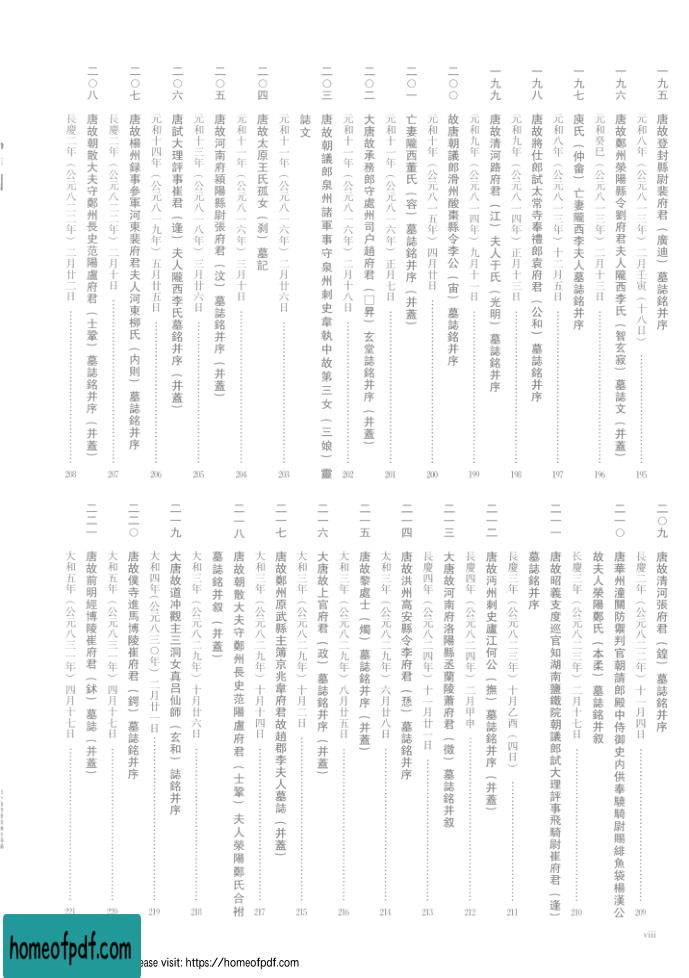 一九五　唐故登封縣尉裴府君（廣迪）墓誌銘并序
元和八年（公元八一三年）二月壬寅（十八日）……195
一九六　唐故鄭州滎陽縣令劉府君夫人隴西李氏（智玄寂）墓誌文（并蓋）
元和癸巳（公元八一三年）二月十三日……196
一九七　庾氏（仲畲）亡妻隴西李夫人墓誌銘并序
元和八年（公元八一三年）十二月五日……197
一九八　唐故將仕郎試太常寺奉禮郎袁府君（公和）墓誌銘并序
元和九年（公元八一四年）正月十三日……198
一九九　唐故清河路府君（江）夫人于氏（光明）墓誌銘并序
元和九年（公元八一四年）九月十一日……199
二〇〇　故唐朝議郎滑州酸棗縣令李公（宙）墓誌銘并序
元和十年（公元八一五年）四月廿日……200
二〇一　亡妻隴西董氏（容）墓誌銘并序（并蓋）
元和十一年（公元八一六年）正月七日……201
二〇二　大唐故承務郎守處州司户趙府君（□昇）玄堂誌銘并序（并蓋）
元和十一年（公元八一六年）二月十八日……202
二〇三　唐故朝議郎泉州諸軍事守泉州刺史韋執中故第三女（三娘）靈
誌文
元和十一年（公元八一六年）二月廿六日……203
二〇四　唐故太原王氏孤女（刹）墓記
元和十一年（公元八一六年）三月十日……204
二〇五　唐故河南府潁陽縣尉張府君（汶）墓誌銘并序（并蓋）
元和十三年（公元八一八年）三月廿六日……205
二〇六　唐試大理評事崔君（逢）夫人隴西李氏墓銘并序（并蓋）
元和十四年（公元八一九年）五月廿五日……206
二〇七　唐故楊州録事參軍河東裴府君夫人河東柳氏（内則）墓誌銘并序
長慶二年（公元八二二年）二月十日……207
二〇八　唐故朝散大夫守鄭州長史范陽盧府君（士鞏）墓誌銘并序（并蓋）
長慶二年（公元八二二年）二月廿二日……208
二〇九　唐故清河張府君（鍠）墓誌銘并序
長慶二年（公元八二二年）十一月四日……209
二一〇　唐華州潼關防禦判官朝請郎殿中侍御史内供奉驍騎尉賜緋魚袋楊漢公
故夫人滎陽鄭氏（本柔）墓誌銘并叙
長慶三年（公元八二三年）二月十七日……210
二一一　唐故昭義支度巡官知湖南鹽鐵院朝議郎試大理評事飛騎尉崔府君（逢）
墓誌銘并序
長慶三年（公元八二三年）十月乙酉（四日）……211
二一二　唐故沔州刺史廬江何公（撫）墓誌銘并序（并蓋）
長慶四年（公元八二四年）二月甲申……212
二一三　大唐故河南府洛陽縣丞蘭陵蕭府君（徵）墓誌銘并叙
長慶四年（公元八二四年）十二月廿一日……213
二一四　唐故洪州高安縣令李府君（㤚）墓誌銘并序
太和三年（公元八二九年）六月廿八日……214
二一五　唐故黎處士（燭）墓誌銘并序（并蓋）
大和三年（公元八二九年）八月廿五日……216
二一六　大唐故上官府君（政）墓誌銘并序（并蓋）
大和三年（公元八二九年）十月二日……215
二一七　唐故鄭州原武縣主簿京兆韋府君故趙郡李夫人墓誌（并蓋）
大和三年（公元八二九年）十月十四日……217
二一八　唐故朝散大夫守鄭州長史范陽盧府君（士鞏）夫人滎陽鄭氏合祔
墓誌銘并叙（并蓋）
大和三年（公元八二九年）十月廿六日……218
二一九　大唐故道冲觀主三洞女真吕仙師（玄和）誌銘并序
大和四年（公元八三〇年）二月廿一日……219
二二〇　唐故僕寺進馬博陵崔府君（鍔）墓誌銘并序
大和五年（公元八三一年）四月十七日……220
二二一　唐故前明經博陵崔府君（鉥）墓誌（并蓋）
大和五年（公元八三一年）四月十七日……221
viii
homeofpdf.com
ease visit: https://homeofpdf.com